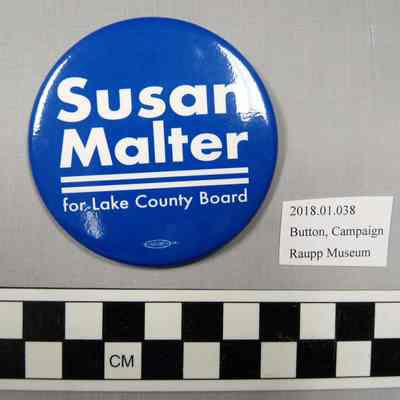 Susan
Malter
for Lake County Board
2018.01.038
Button, Campaign
Raupp Museum
CM